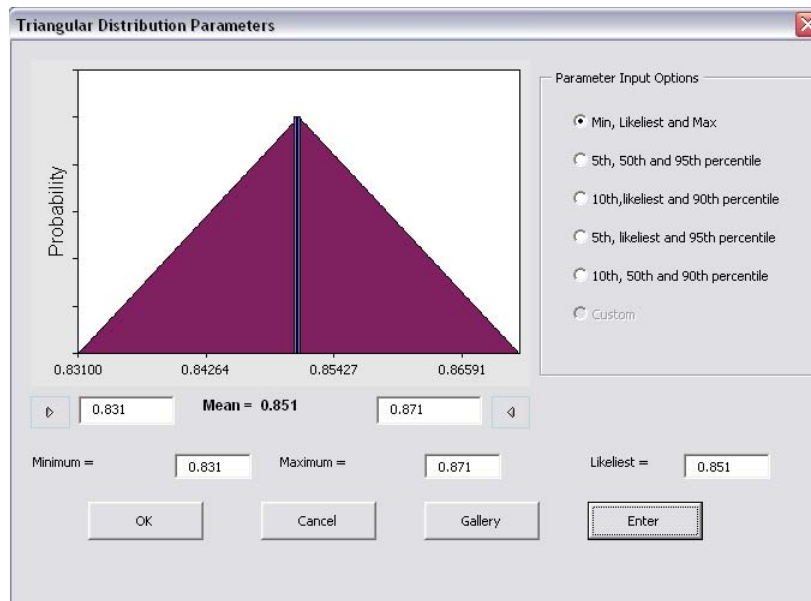 Triangular Distribution Parameters
Probability
0.83100 0.84264 0.85427 0.86591
0.831 Mean = 0.851 0.871
Parameter Input Options
Min, Likeliest and Max
5th, 50th and 95th percentile
10th,likeliest and 90th percentile
5th, likeliest and 95th percentile
10th, 50th and 90th percentile
Custom
Minimum = 0.831 Maximum = 0.871 Likeliest = 0.851
OK Cancel Gallery Enter